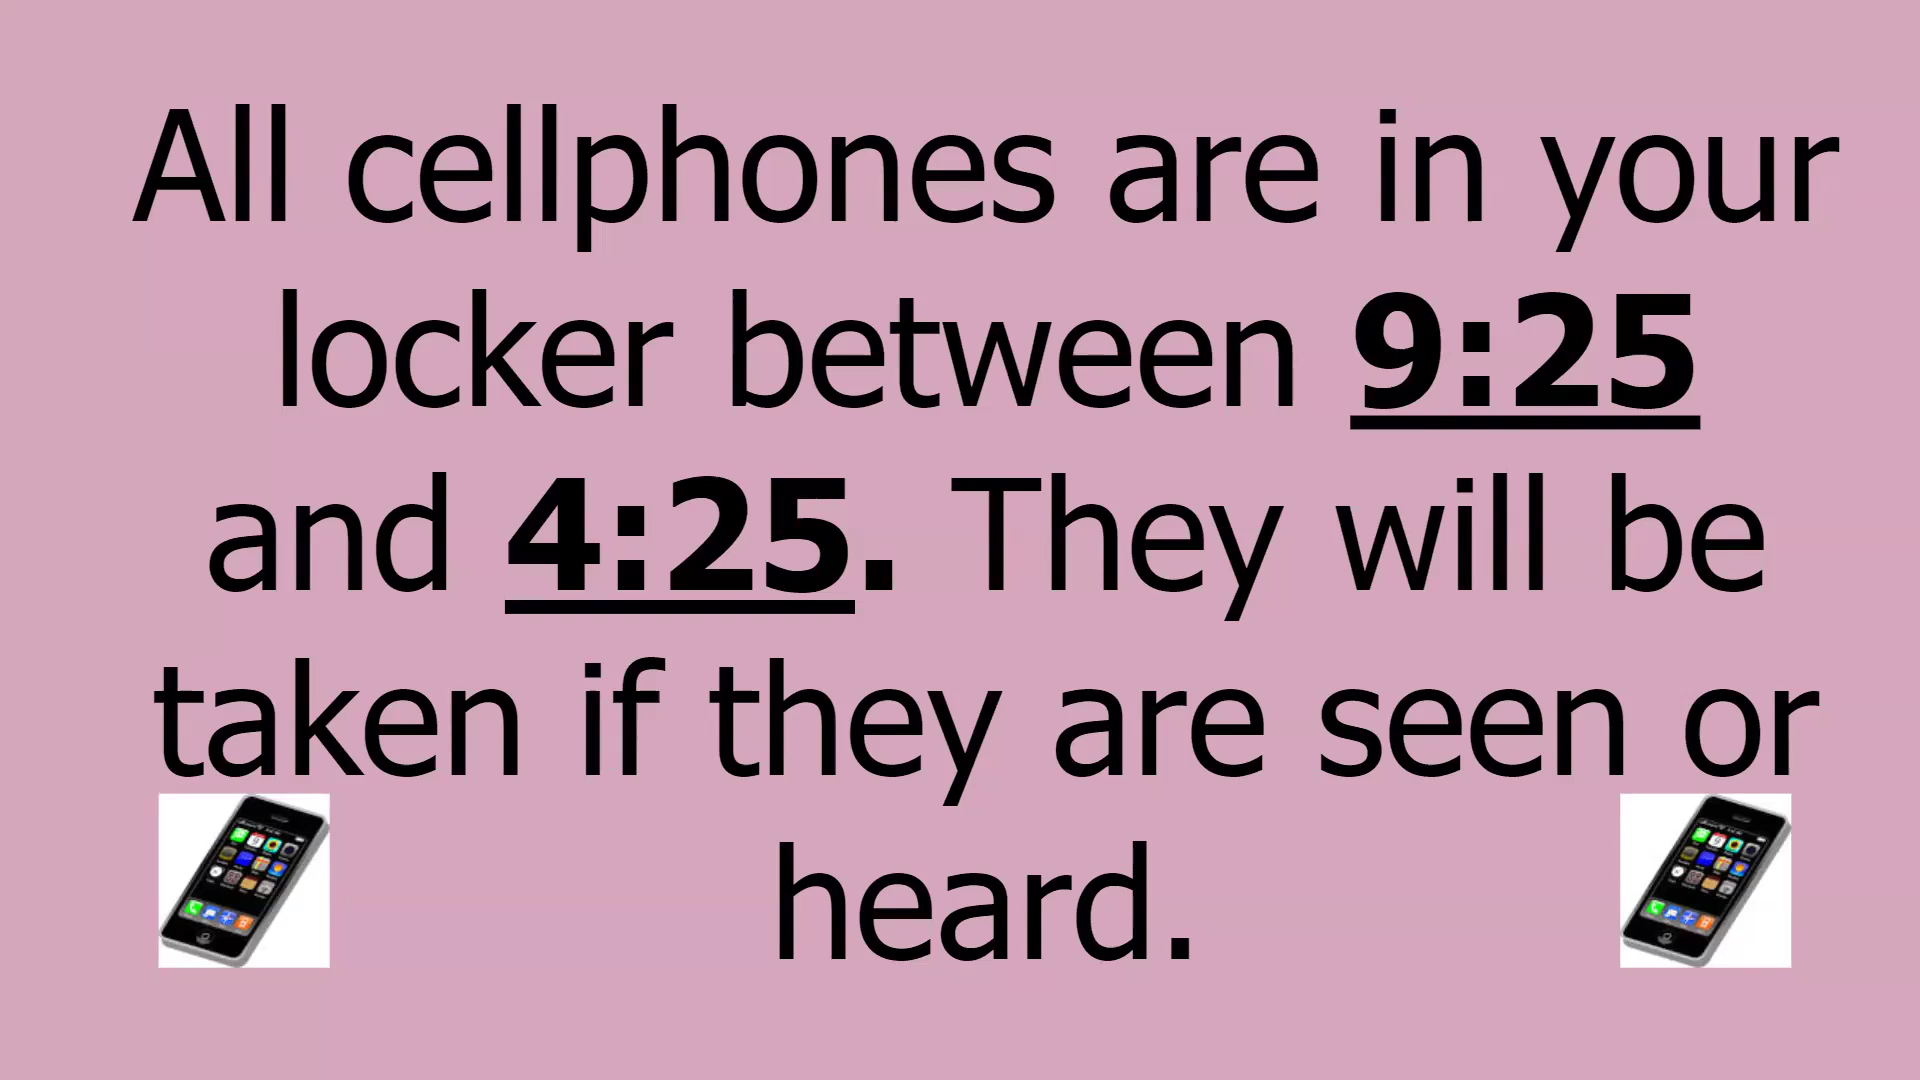 All cellphones are in your
locker between 9:25
and 4:25. They will be
taken if they are seen or
heard.